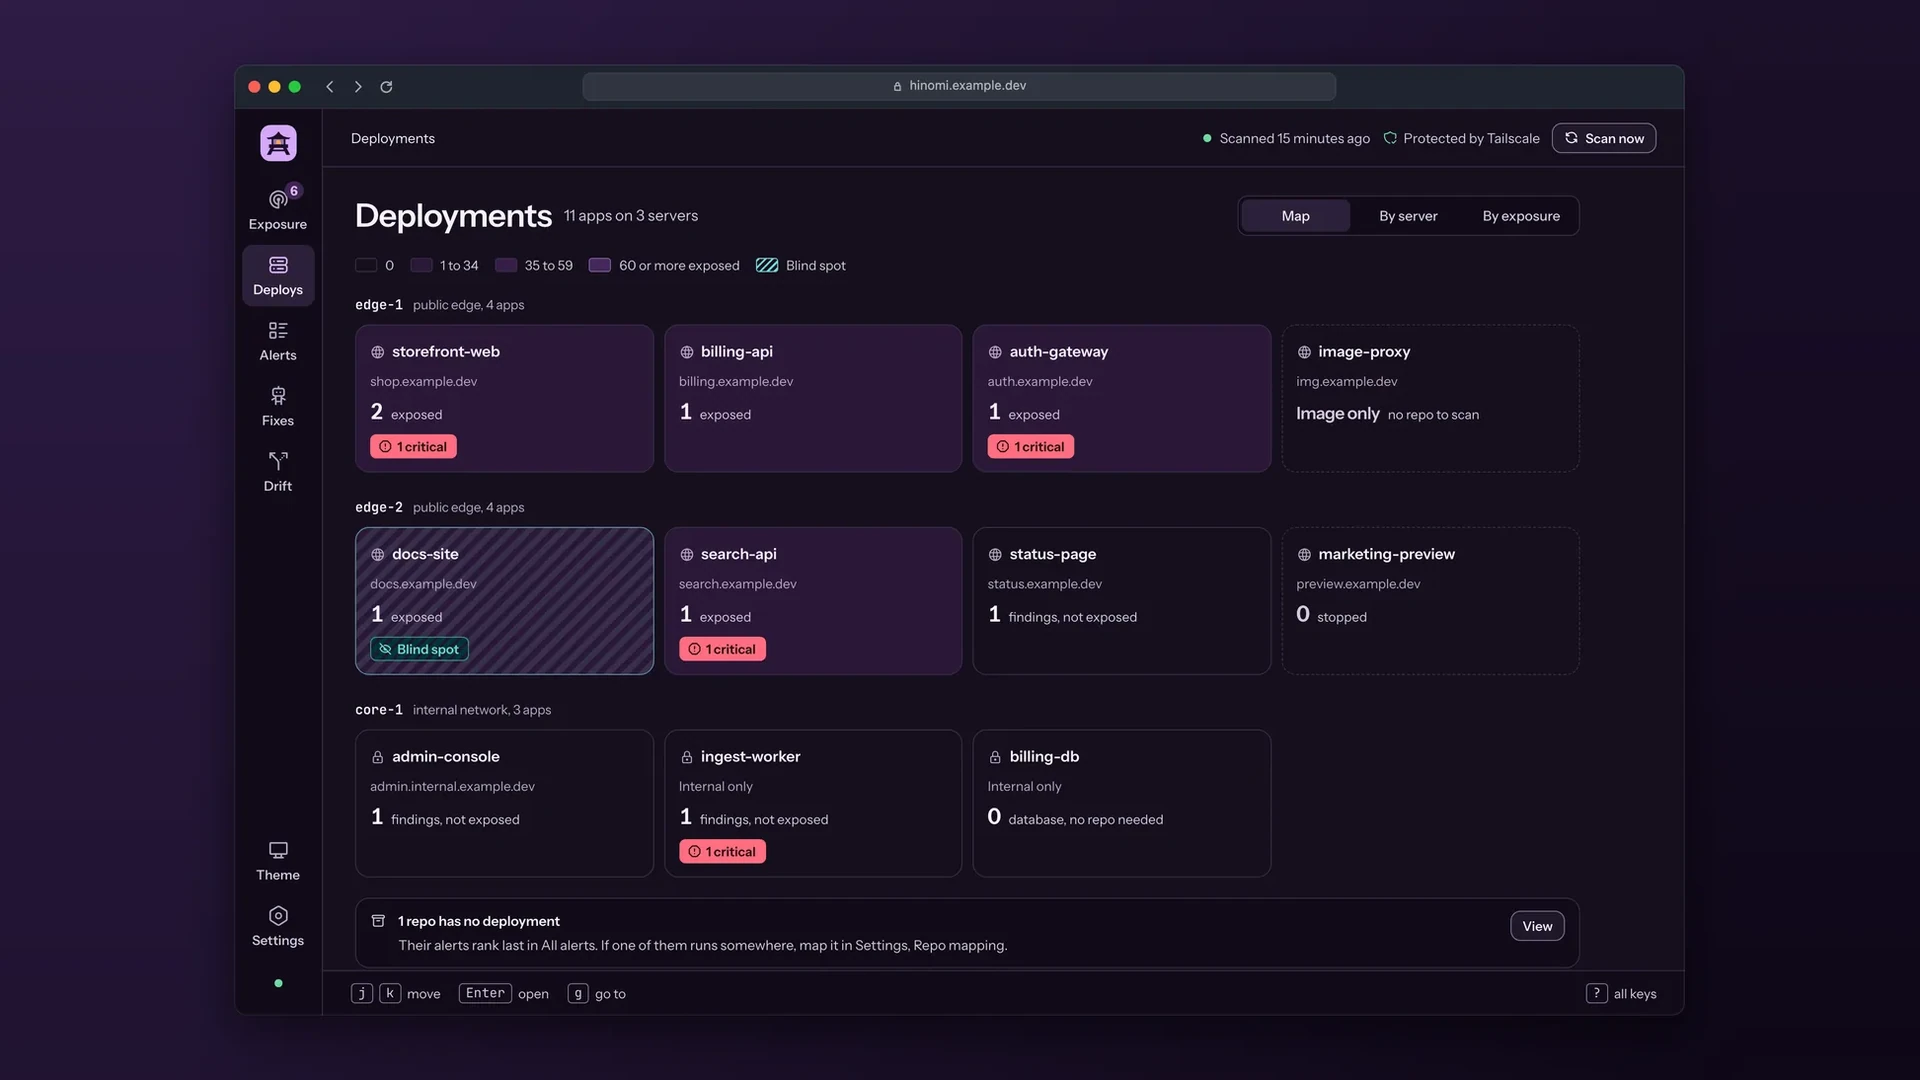 hinomi.example.dev
Deployments
Scanned 15 minutes ago
Protected by Tailscale
Scan now
6
Exposure
Deploys
Alerts
Fixes
Drift
Theme
Settings
Deployments 11 apps on 3 servers
Map
By server
By exposure
0
1 to 34
35 to 59
60 or more exposed
Blind spot
edge-1 public edge, 4 apps
storefront-web
shop.example.dev
2 exposed
1 critical
billing-api
billing.example.dev
1 exposed
auth-gateway
auth.example.dev
1 exposed
1 critical
image-proxy
img.example.dev
Image only no repo to scan
edge-2 public edge, 4 apps
docs-site
docs.example.dev
1 exposed
Blind spot
search-api
search.example.dev
1 exposed
1 critical
status-page
status.example.dev
1 findings, not exposed
marketing-preview
preview.example.dev
0 stopped
core-1 internal network, 3 apps
admin-console
admin.internal.example.dev
1 findings, not exposed
ingest-worker
Internal only
1 findings, not exposed
1 critical
billing-db
Internal only
0 database, no repo needed
1 repo has no deployment
Their alerts rank last in All alerts. If one of them runs somewhere, map it in Settings, Repo mapping.
View
j k move Enter open g go to
? all keys